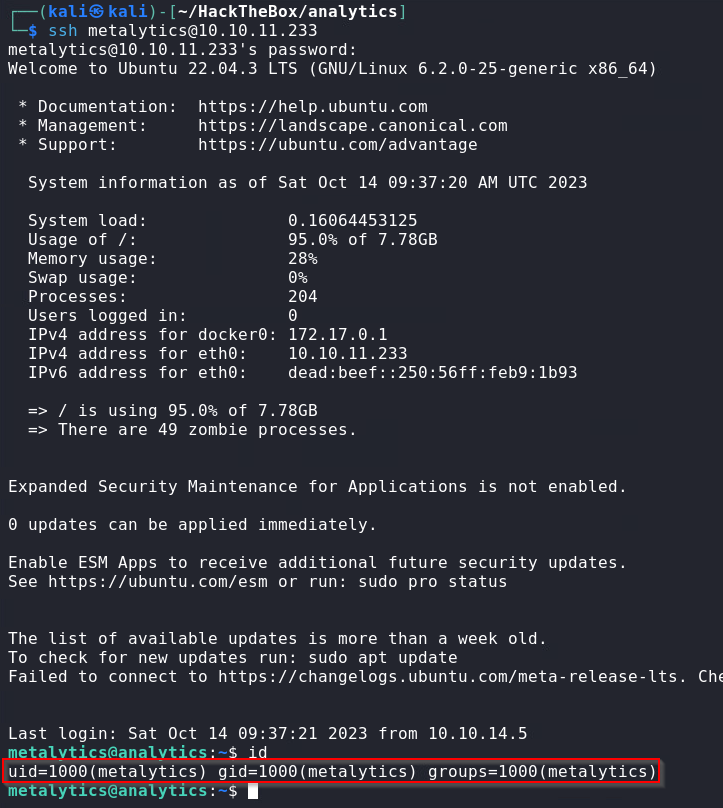 ┌──(kali㉿kali)-[~/HackTheBox/analytics]
└─$ ssh metalytics@10.10.11.233
metalytics@10.10.11.233's password:
Welcome to Ubuntu 22.04.3 LTS (GNU/Linux 6.2.0-25-generic x86_64)

 * Documentation:  https://help.ubuntu.com
 * Management:     https://landscape.canonical.com
 * Support:        https://ubuntu.com/advantage

  System information as of Sat Oct 14 09:37:20 AM UTC 2023

  System load:              0.16064453125
  Usage of /:               95.0% of 7.78GB
  Memory usage:             28%
  Swap usage:               0%
  Processes:                204
  Users logged in:          0
  IPv4 address for docker0: 172.17.0.1
  IPv4 address for eth0:    10.10.11.233
  IPv6 address for eth0:    dead:beef::250:56ff:feb9:1b93

  => / is using 95.0% of 7.78GB
  => There are 49 zombie processes.

Expanded Security Maintenance for Applications is not enabled.

0 updates can be applied immediately.

Enable ESM Apps to receive additional future security updates.
See https://ubuntu.com/esm or run: sudo pro status

The list of available updates is more than a week old.
To check for new updates run: sudo apt update
Failed to connect to https://changelogs.ubuntu.com/meta-release-lts. Che

Last login: Sat Oct 14 09:37:21 2023 from 10.10.14.5
metalytics@analytics:~$ id
uid=1000(metalytics) gid=1000(metalytics) groups=1000(metalytics)
metalytics@analytics:~$